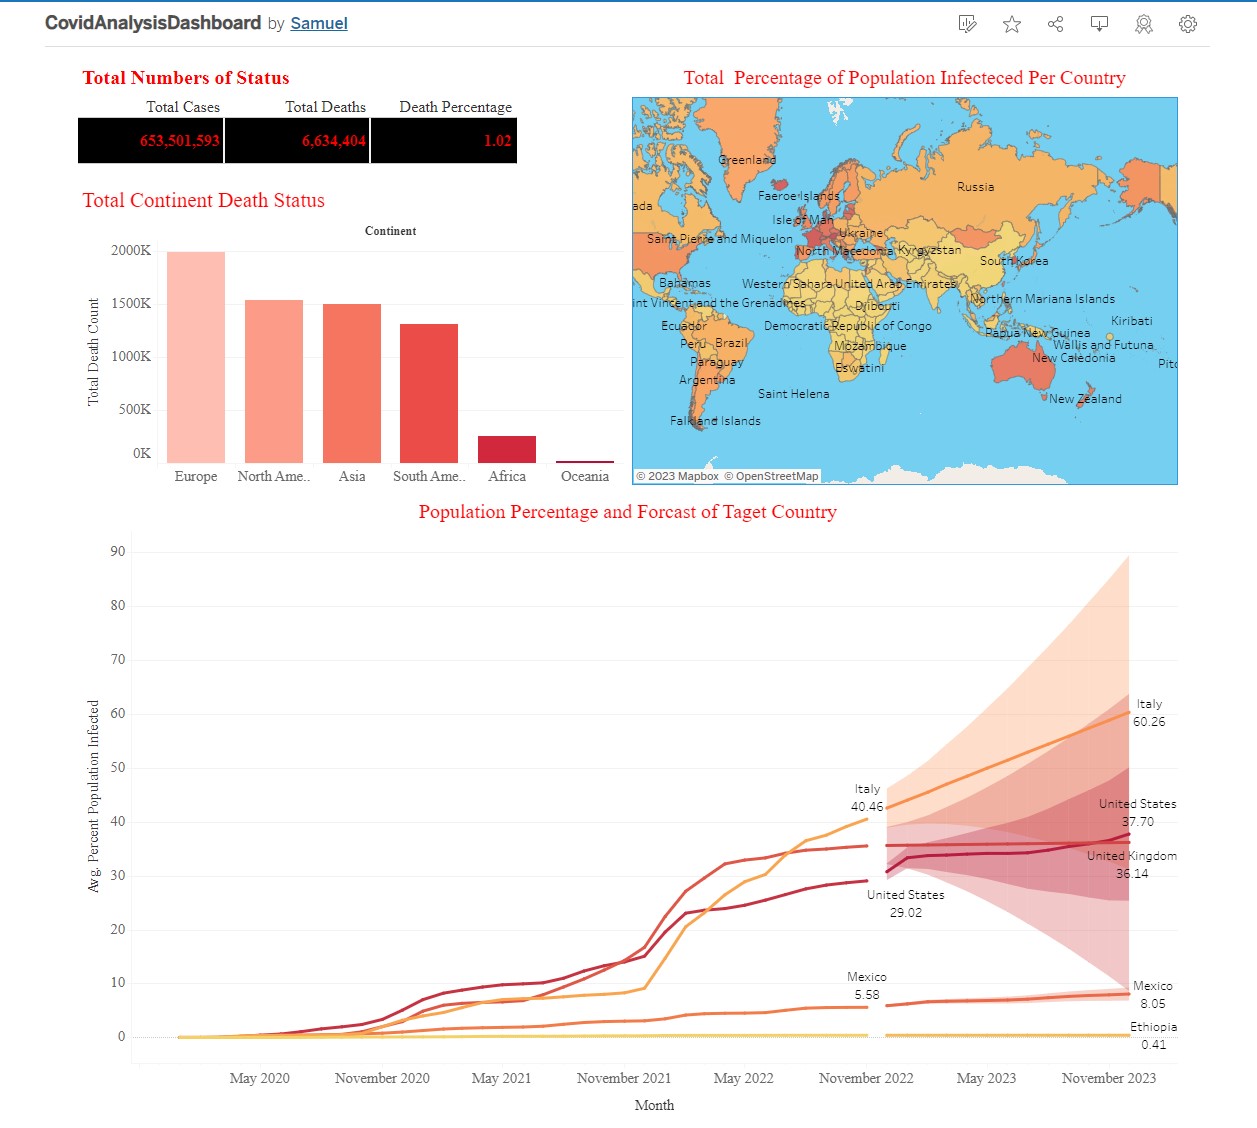 CovidAnalysisDashboard by Samuel
Total Numbers of Status
Total Cases Total Deaths Death Percentage
653,501,593 6,634,404 1.02
Total Continent Death Status
Continent
Total Death Count
2000K
1500K
1000K
500K
0K
Europe North Ame.. Asia South Ame.. Africa Oceania
Total Percentage of Population Infecteced Per Country
Greenland
Russia
Faeroe Islands
ada
Isle of Man
Ukraine
Saint Pierre and Miquelon
North Macedonia Kyrgyzstan
South Korea
Bahamas
Western Sahara United Arab Emirates
int Vincent and the Grenadines
Northern Mariana Islands
Djibouti
Ecuador
Democratic Republic of Congo
Kiribati
Papua New Guinea
Peru Brazil
Mozambique
Wallis and Futuna
Paraguay
Eswatini
New Caledonia
Pitc
Argentina
Saint Helena
New Zealand
Falkland Islands
© 2023 Mapbox © OpenStreetMap
Population Percentage and Forcast of Taget Country
Avg. Percent Population Infected
90
80
70
60
50
40
30
20
10
0
Italy
40.46
Italy
60.26
United States
37.70
United Kingdom
36.14
United States
29.02
Mexico
5.58
Mexico
8.05
Ethiopia
0.41
May 2020 November 2020 May 2021 November 2021 May 2022 November 2022 May 2023 November 2023
Month